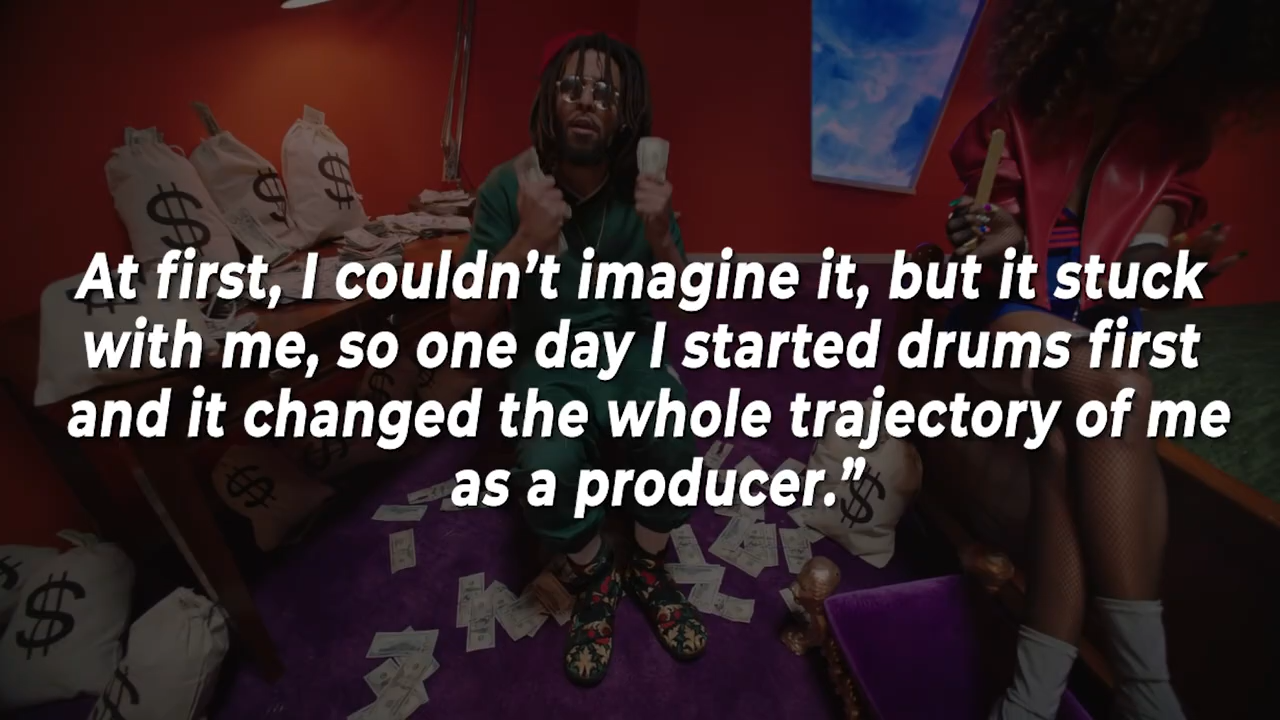 At first, I couldn’t imagine it, but it stuck
with me, so one day I started drums first
and it changed the whole trajectory of me
as a producer.”
$
$
$
$
$
$